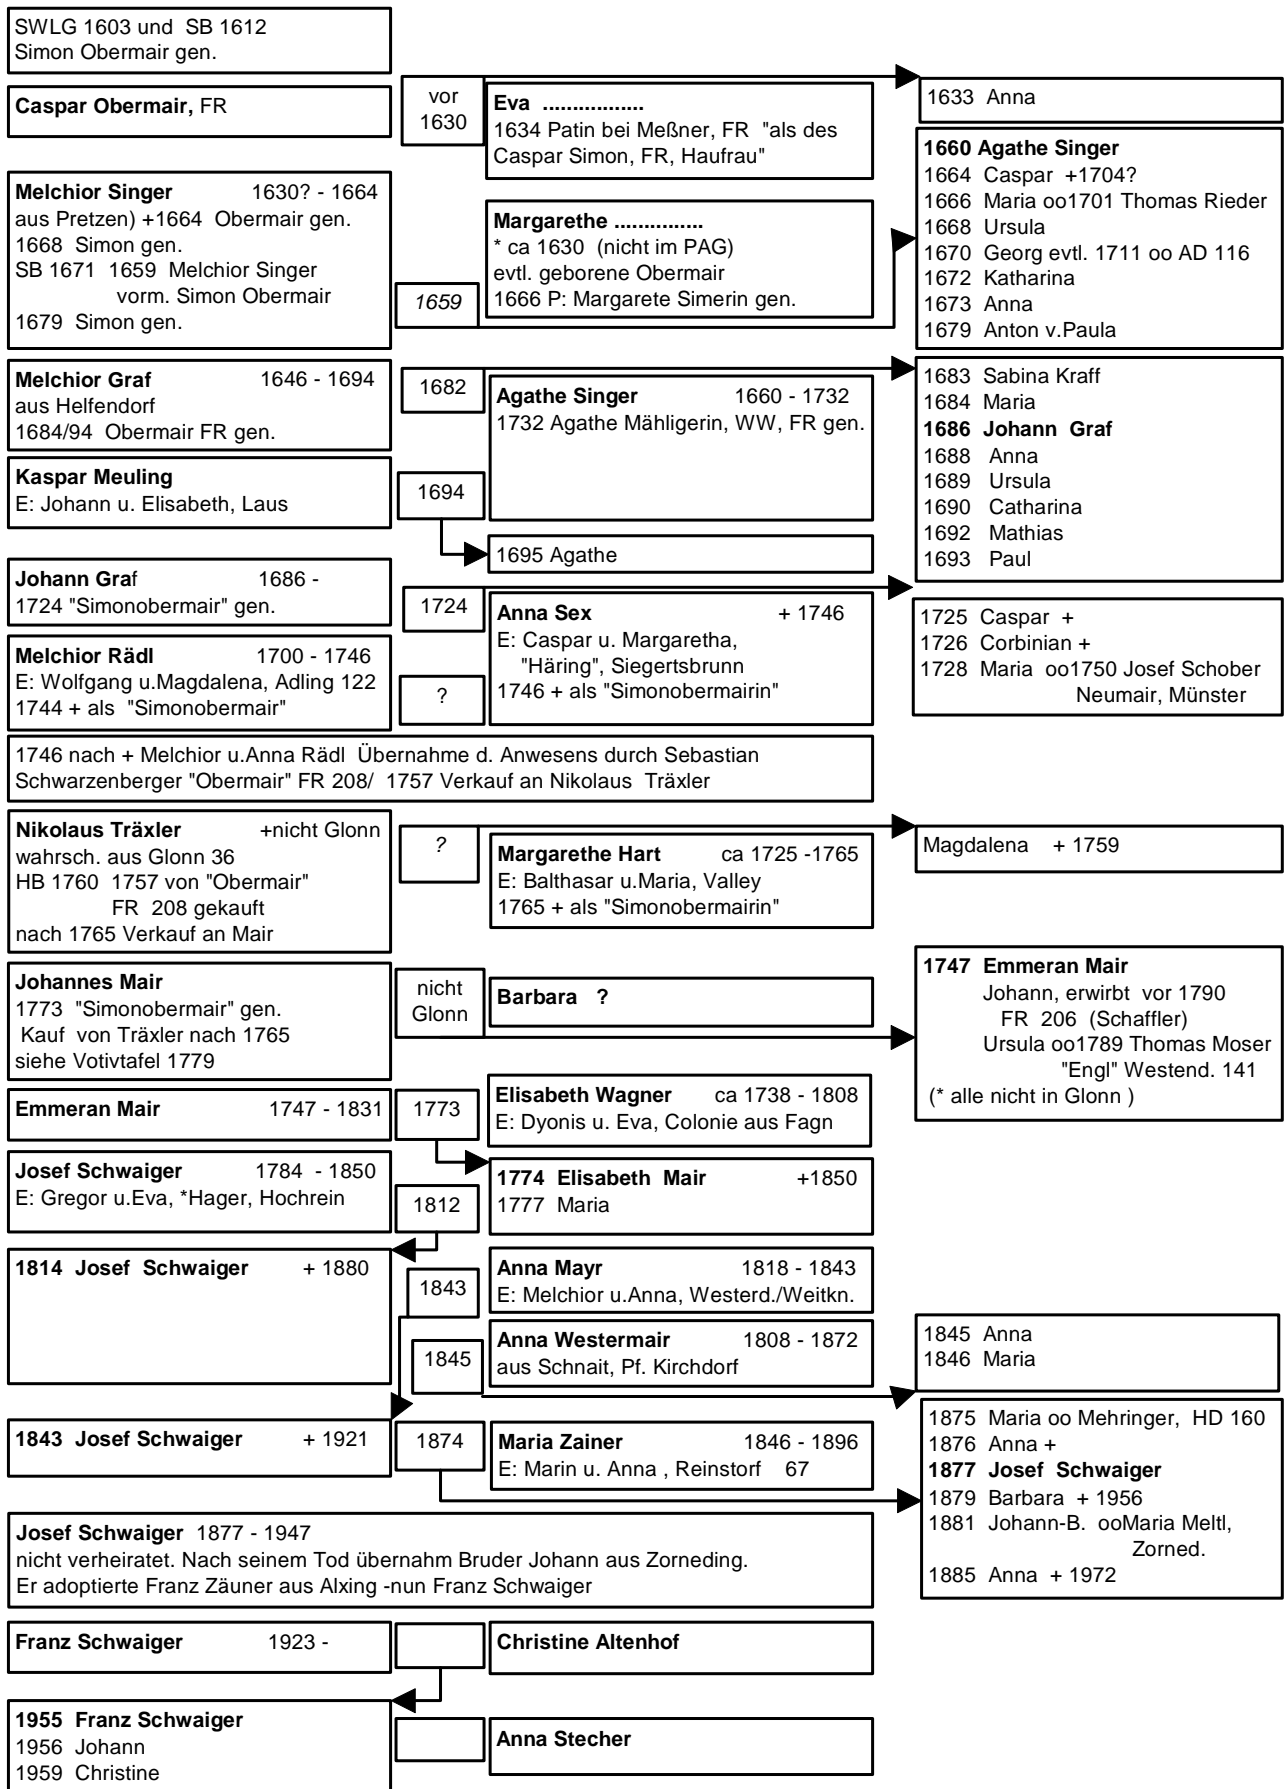 SWLG 1603 und SB 1612
Simon Obermair gen.
Caspar Obermair, FR
vor
1630
Eva .................
1634 Patin bei Meßner, FR "als des
Caspar Simon, FR, Haufrau"
1633 Anna
Melchior Singer 1630? - 1664
aus Pretzen) +1664 Obermair gen.
1668 Simon gen.
SB 1671 1659 Melchior Singer
vorm. Simon Obermair
1679 Simon gen.
1659
Margarethe ...............
* ca 1630 (nicht im PAG)
evtl. geborene Obermair
1666 P: Margarete Simerin gen.
1660 Agathe Singer
1664 Caspar +1704?
1666 Maria oo1701 Thomas Rieder
1668 Ursula
1670 Georg evtl. 1711 oo AD 116
1672 Katharina
1673 Anna
1679 Anton v.Paula
Melchior Graf 1646 - 1694
aus Helfendorf
1684/94 Obermair FR gen.
1682
Agathe Singer 1660 - 1732
1732 Agathe Mähligerin, WW, FR gen.
1683 Sabina Kraff
1684 Maria
1686 Johann Graf
1688 Anna
1689 Ursula
1690 Catharina
1692 Mathias
1693 Paul
Kaspar Meuling
E: Johann u. Elisabeth, Laus
1694
1695 Agathe
Johann Graf 1686 -
1724 "Simonobermair" gen.
1724
Anna Sex + 1746
E: Caspar u. Margaretha,
"Häring", Siegertsbrunn
1746 + als "Simonobermairin"
1725 Caspar +
1726 Corbinian +
1728 Maria oo1750 Josef Schober
Neumair, Münster
Melchior Rädl 1700 - 1746
E: Wolfgang u.Magdalena, Adling 122
1744 + als "Simonobermair"
?
1746 nach + Melchior u.Anna Rädl Übernahme d. Anwesens durch Sebastian
Schwarzenberger "Obermair" FR 208/ 1757 Verkauf an Nikolaus Träxler
Nikolaus Träxler +nicht Glonn
wahrsch. aus Glonn 36
HB 1760 1757 von "Obermair"
FR 208 gekauft
nach 1765 Verkauf an Mair
?
Margarethe Hart ca 1725 -1765
E: Balthasar u.Maria, Valley
1765 + als "Simonobermairin"
Magdalena + 1759
Johannes Mair
1773 "Simonobermair" gen.
Kauf von Träxler nach 1765
siehe Votivtafel 1779
nicht
Glonn
Barbara ?
1747 Emmeran Mair
Johann, erwirbt vor 1790
FR 206 (Schaffler)
Ursula oo1789 Thomas Moser
"Engl" Westend. 141
(* alle nicht in Glonn )
Emmeran Mair 1747 - 1831
1773
Elisabeth Wagner ca 1738 - 1808
E: Dyonis u. Eva, Colonie aus Fagn
Josef Schwaiger 1784 - 1850
E: Gregor u.Eva, *Hager, Hochrein
1812
1774 Elisabeth Mair +1850
1777 Maria
1814 Josef Schwaiger + 1880
1843
Anna Mayr 1818 - 1843
E: Melchior u.Anna, Westerd./Weitkn.
1845
Anna Westermair 1808 - 1872
aus Schnait, Pf. Kirchdorf
1845 Anna
1846 Maria
1843 Josef Schwaiger + 1921
1874
Maria Zainer 1846 - 1896
E: Marin u. Anna , Reinstorf 67
1875 Maria oo Mehringer, HD 160
1876 Anna +
1877 Josef Schwaiger
1879 Barbara + 1956
1881 Johann-B. ooMaria Meltl,
Zorned.
1885 Anna + 1972
Josef Schwaiger 1877 - 1947
nicht verheiratet. Nach seinem Tod übernahm Bruder Johann aus Zorneding.
Er adoptierte Franz Zäuner aus Alxing -nun Franz Schwaiger
Franz Schwaiger 1923 -
Christine Altenhof
1955 Franz Schwaiger
1956 Johann
1959 Christine
Anna Stecher